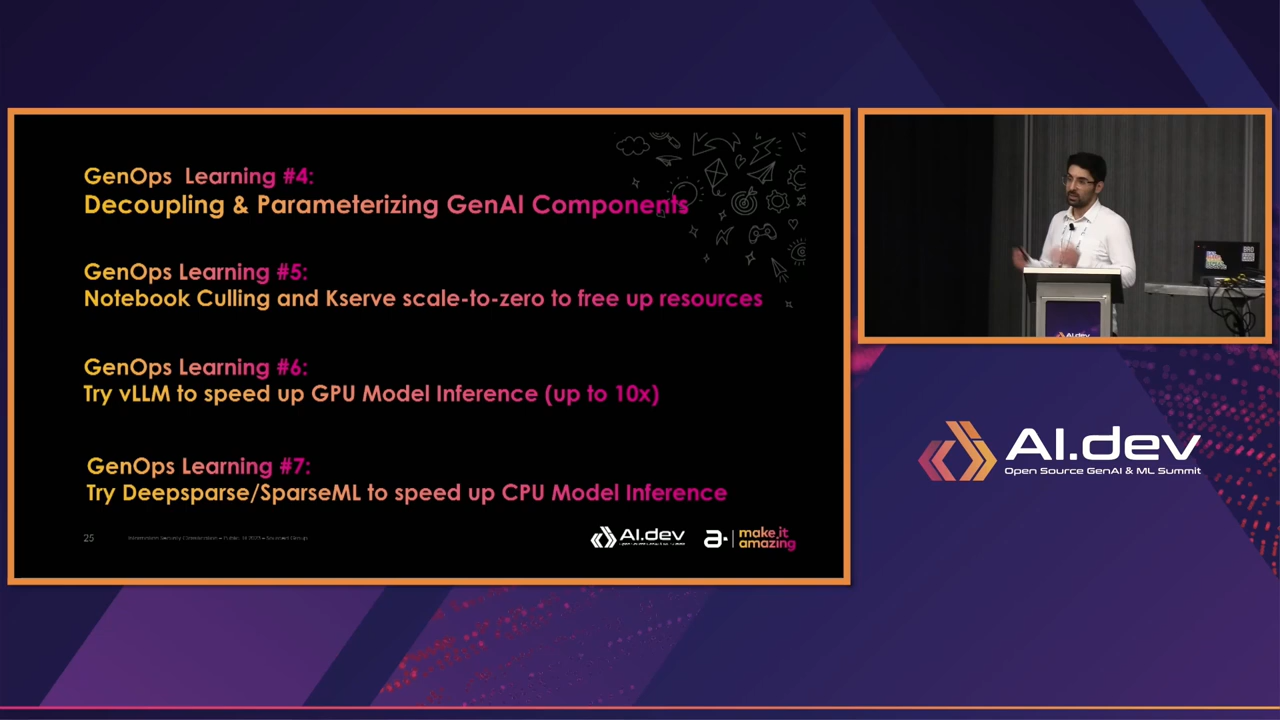 GenOps Learning #4:
Decoupling & Parameterizing GenAI Components
GenOps Learning #5:
Notebook Culling and Kserve scale-to-zero to free up resources
GenOps Learning #6:
Try vLLM to speed up GPU Model Inference (up to 10x)
GenOps Learning #7:
Try Deepsparse/SparseML to speed up CPU Model Inference
25
AI.dev
a
make it
amazing
AI.dev
AI.dev
Open Source GenAI & ML Summit